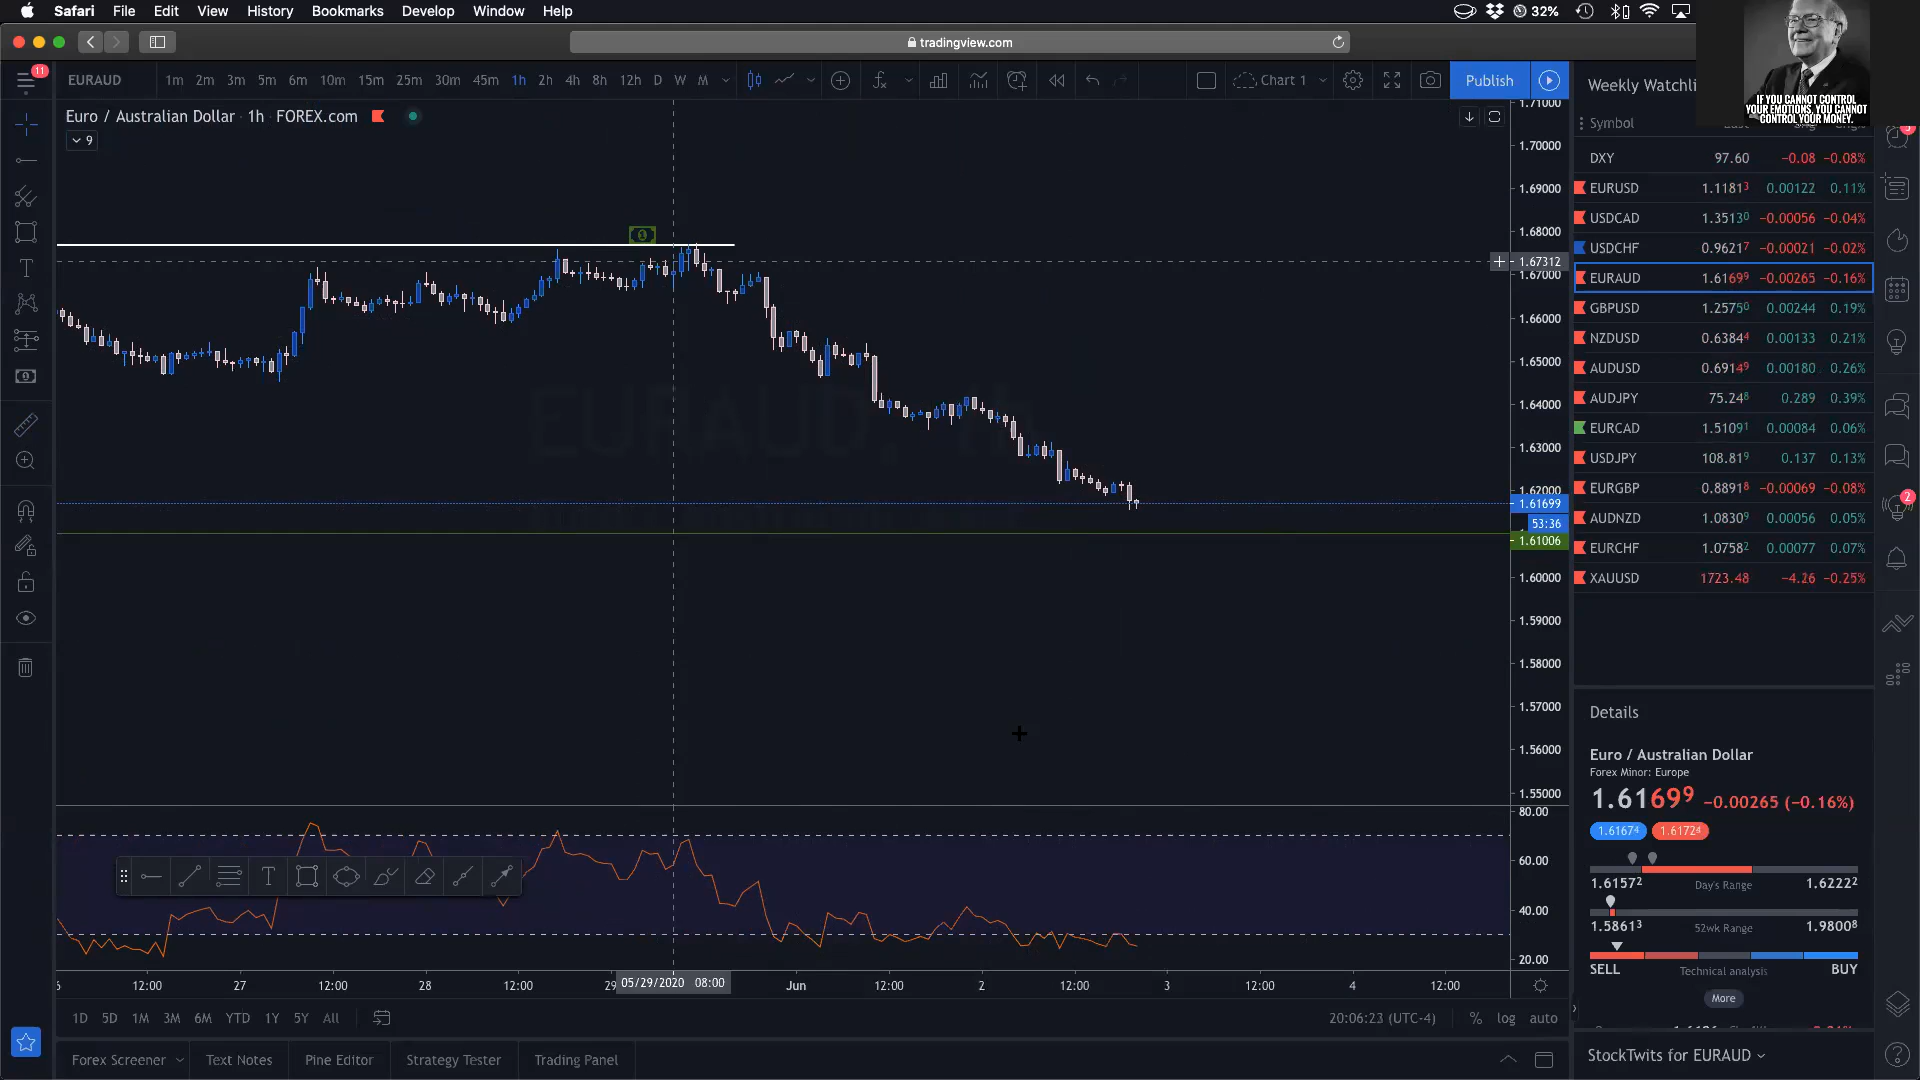 Safari File Edit View History Bookmarks Develop Window Help 32%
tradingview.com
11
EURAUD 1m 2m 3m 5m 6m 10m 15m 25m 30m 45m 1h 2h 4h 8h 12h D W M Chart 1 Publish
Euro / Australian Dollar · 1h · FOREX.com
9
1.71000
1.70000
1.69000
1.68000
1.67312
1.67000
1.66000
1.65000
1.64000
1.63000
1.62000
1.61699
53:36
1.61006
1.60000
1.59000
1.58000
1.57000
1.56000
1.55000
80.00
60.00
40.00
20.00
EURAUD, 1h
6 12:00 27 12:00 28 12:00 29 05/29/2020 08:00 Jun 12:00 2 12:00 3 12:00 4 12:00
1D 5D 1M 3M 6M YTD 1Y 5Y All
20:06:23 (UTC-4) % log auto
Forex Screener Text Notes Pine Editor Strategy Tester Trading Panel
IF YOU CANNOT CONTROL
YOUR EMOTIONS, YOU CANNOT
CONTROL YOUR MONEY.
Weekly Watchli
Symbol
DXY 97.60 −0.08 −0.08%
EURUSD 1.11813 0.00122 0.11%
USDCAD 1.35130 −0.00056 −0.04%
USDCHF 0.96217 −0.00021 −0.02%
EURAUD 1.61699 −0.00265 −0.16%
GBPUSD 1.25750 0.00244 0.19%
NZDUSD 0.63844 0.00133 0.21%
AUDUSD 0.69149 0.00180 0.26%
AUDJPY 75.248 0.289 0.39%
EURCAD 1.51091 0.00084 0.06%
USDJPY 108.819 0.137 0.13%
EURGBP 0.88918 −0.00069 −0.08%
AUDNZD 1.08309 0.00056 0.05%
EURCHF 1.07582 0.00077 0.07%
XAUUSD 1723.48 −4.26 −0.25%
2
Details
Euro / Australian Dollar
Forex Minor: Europe
1.61699 −0.00265 (−0.16%)
1.61674 1.61724
1.61572 Day's Range 1.62222
1.58613 52wk Range 1.98008
SELL Technical analysis BUY
More
StockTwits for EURAUD